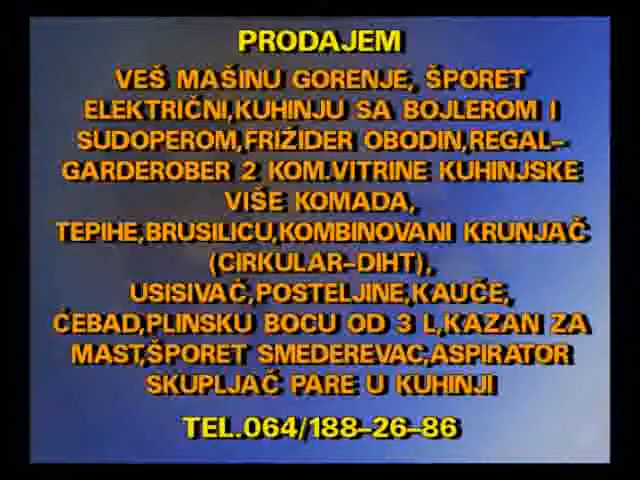 PRODAJEM
VEŠ MAŠINU GORENJE, ŠPORET
ELEKTRIČNI,KUHINJU SA BOJLEROM I
SUDOPEROM,FRIŽIDER OBODIN,REGAL-
GARDEROBER 2 KOM.VITRINE KUHINJSKE
VIŠE KOMADA,
TEPIHE,BRUSILICU,KOMBINOVANI KRUNJAČ
(CIRKULAR-DIHT),
USISIVAČ,POSTELJINE,KAUČE,
ĆEBAD,PLINSKU BOCU OD 3 L,KAZAN ZA
MAST,ŠPORET SMEDEREVAC,ASPIRATOR
SKUPLJAČ PARE U KUHINJI
TEL.064/188-26-86